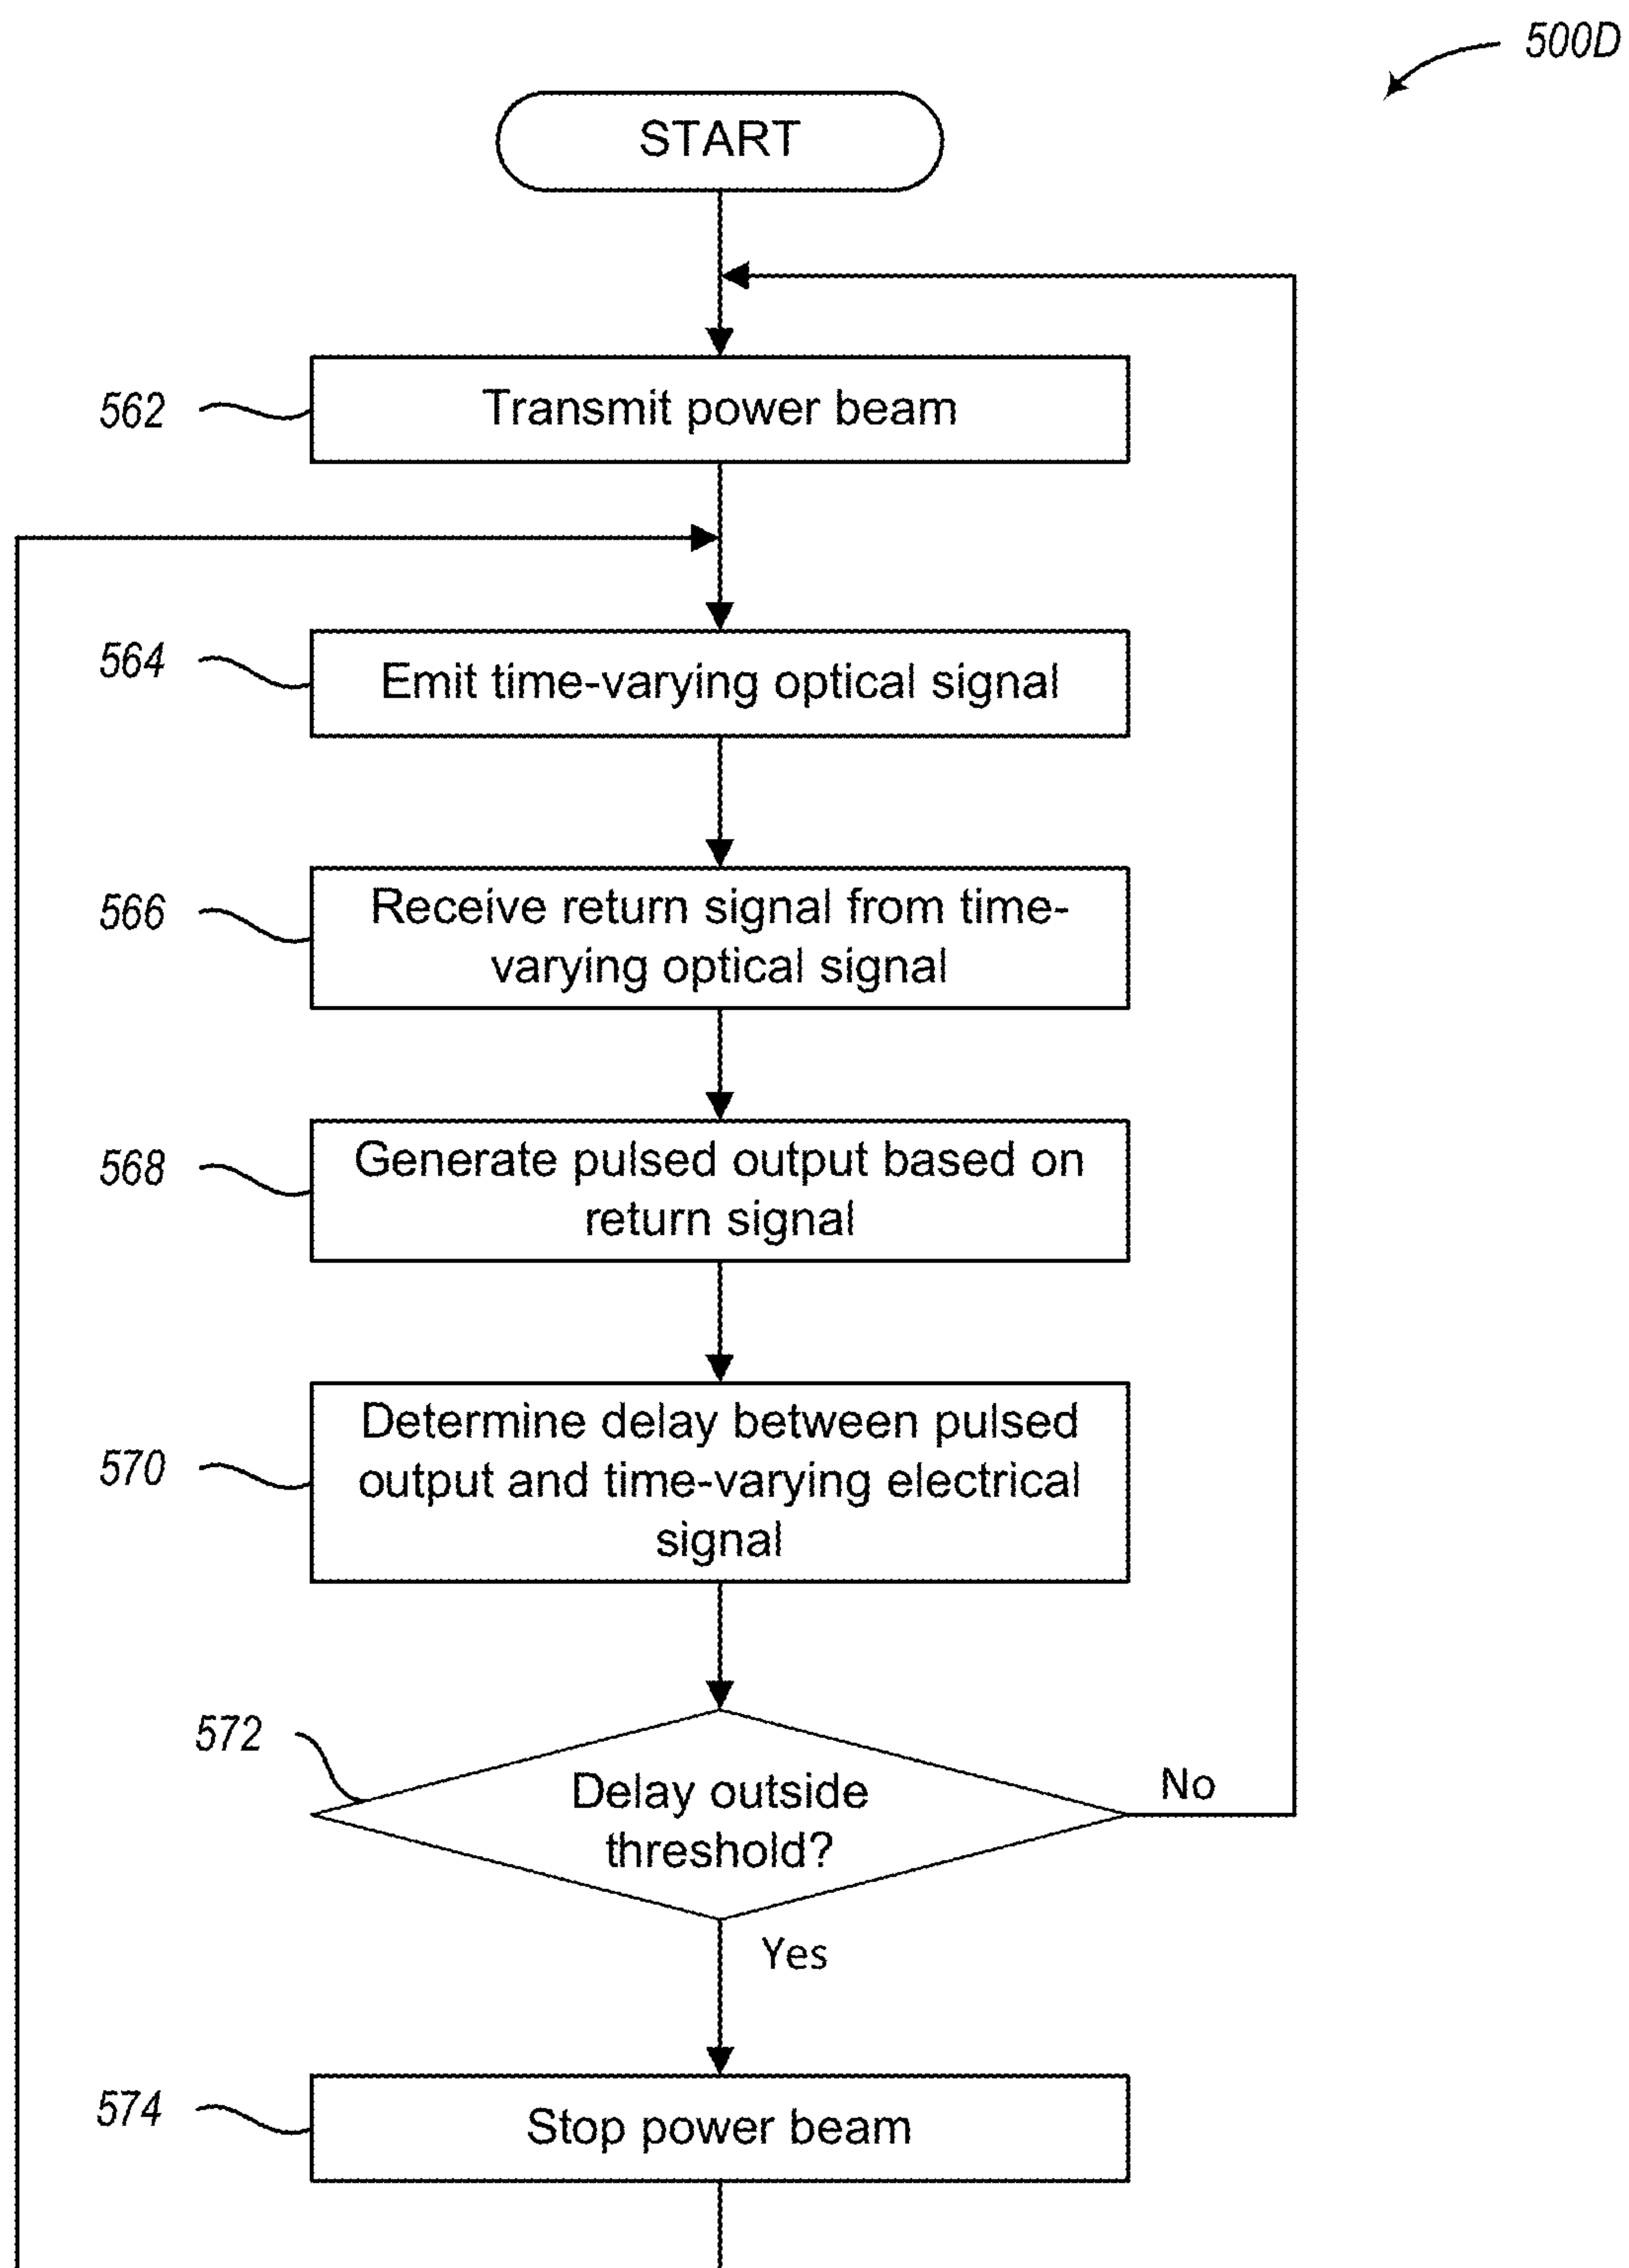 500D
START
562
Transmit power beam
564
Emit time-varying optical signal
566
Receive return signal from time-
varying optical signal
568
Generate pulsed output based on
return signal
570
Determine delay between pulsed
output and time-varying electrical
signal
572
Delay outside
threshold?
No
Yes
574
Stop power beam